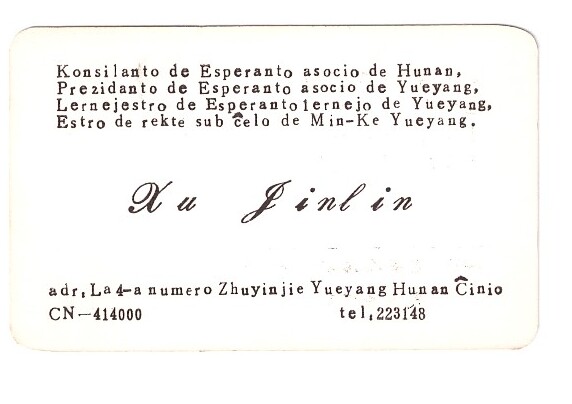 Konsilanto de Esperanto asocio de Hunan,
Prezidanto de Esperanto asocio de Yueyang,
Lernejestro de Esperantolernejo de Yueyang,
Estro de rekte sub ĉelo de Min-Ke Yueyang.
Xu Jinlin
adr, La 4-a numero Zhuyinjie Yueyang Hunan Ĉinio
CN-414000 tel, 223148